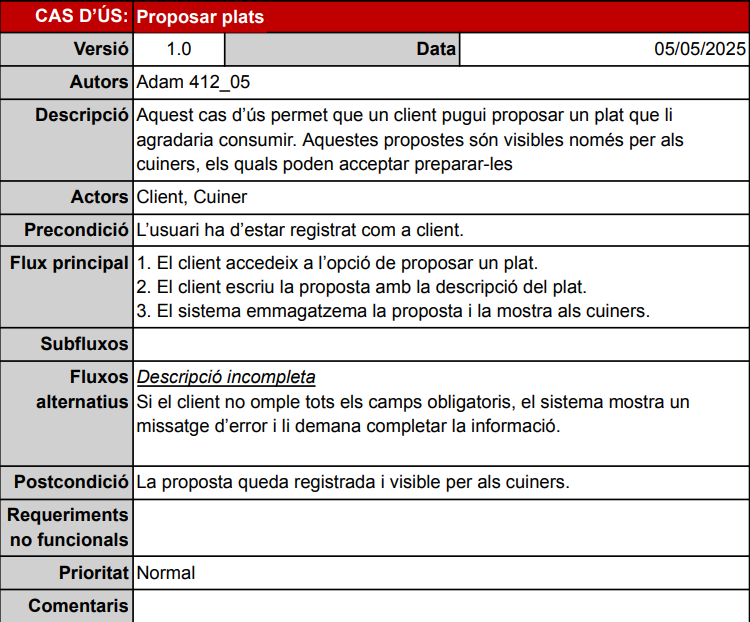 CAS D’ÚS: Proposar plats
Versió 1.0 Data 05/05/2025
Autors Adam 412_05
Descripció Aquest cas d’ús permet que un client pugui proposar un plat que li
agradaria consumir. Aquestes propostes són visibles només per als
cuiners, els quals poden acceptar preparar-les
Actors Client, Cuiner
Precondició L’usuari ha d’estar registrat com a client.
Flux principal 1. El client accedeix a l’opció de proposar un plat.
2. El client escriu la proposta amb la descripció del plat.
3. El sistema emmagatzema la proposta i la mostra als cuiners.
Subfluxos
Fluxos alternatius Descripció incompleta
Si el client no omple tots els camps obligatoris, el sistema mostra un
missatge d’error i li demana completar la informació.
Postcondició La proposta queda registrada i visible per als cuiners.
Requeriments
no funcionals
Prioritat Normal
Comentaris